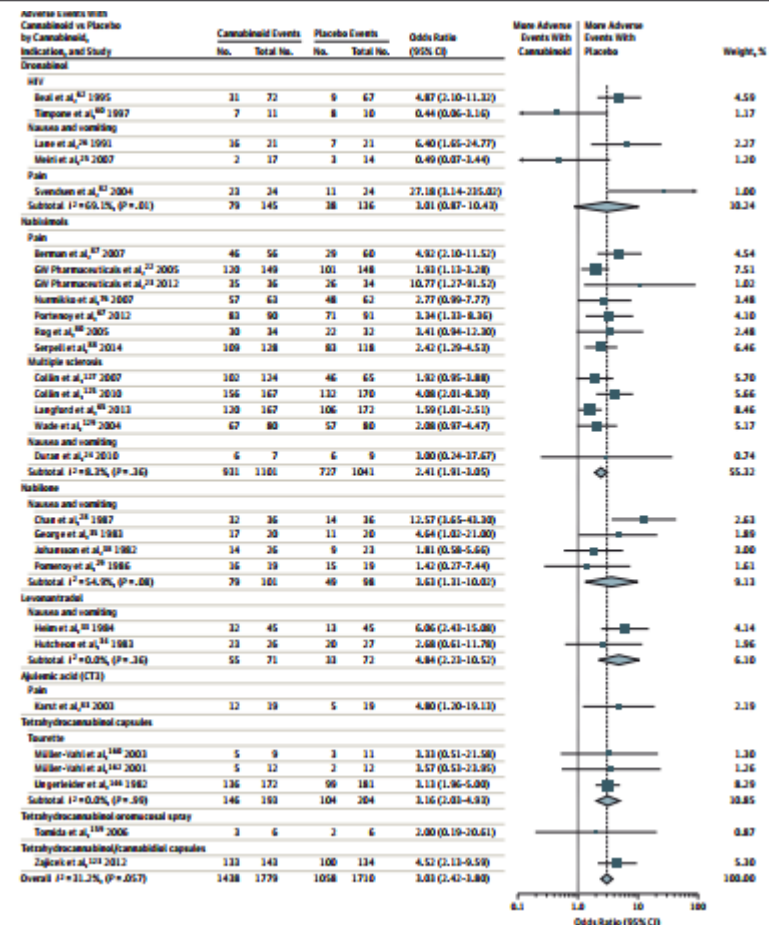 Adverse Events With
Cannabinoid vs Placebo
by Cannabinoid,
Indication, and Study
Cannabinoid Events
No. Total No.
Placebo Events
No. Total No.
Odds Ratio
(95% CI)
More Adverse
Events With
Cannabinoid
More Adverse
Events With
Placebo
Weight, %
Dronabinol
HIV
Beal et al, 1995 31 72 9 67 4.87 (2.10-11.32) 4.59
Timpone et al, 1997 7 11 8 10 0.44 (0.06-3.16) 1.17
Nausea and vomiting
Lane et al, 1991 16 21 7 21 6.40 (1.65-24.77) 2.27
Meiri et al, 2007 2 17 3 14 0.49 (0.07-3.44) 1.20
Pain
Svendsen et al, 2004 23 24 11 24 27.18 (3.14-235.02) 1.00
Subtotal I²=69.1%, (P=.01) 79 145 38 136 3.01 (0.87-10.43) 10.24
Nabiximols
Pain
Berman et al, 2007 46 56 29 60 4.92 (2.10-11.52) 4.54
GW Pharmaceuticals et al, 2005 120 149 101 148 1.93 (1.13-3.28) 7.51
GW Pharmaceuticals et al, 2012 35 36 26 34 10.77 (1.27-91.52) 1.02
Nurmikko et al, 2007 57 63 48 62 2.77 (0.99-7.77) 3.48
Portenoy et al, 2012 83 90 71 91 3.34 (1.33-8.36) 4.10
Rog et al, 2005 30 34 22 32 3.41 (0.94-12.30) 2.48
Serpell et al, 2014 109 128 83 118 2.42 (1.29-4.53) 6.46
Multiple sclerosis
Collin et al, 2007 102 124 46 65 1.92 (0.95-3.88) 5.70
Collin et al, 2010 156 167 132 170 4.08 (2.01-8.30) 5.66
Langford et al, 2013 120 167 106 172 1.59 (1.01-2.51) 8.46
Wade et al, 2004 67 80 57 80 2.08 (0.97-4.47) 5.17
Nausea and vomiting
Duran et al, 2010 6 7 6 9 3.00 (0.24-37.67) 0.74
Subtotal I²=8.3%, (P=.36) 931 1101 727 1041 2.41 (1.91-3.05) 55.32
Nabilone
Nausea and vomiting
Chan et al, 1987 32 36 14 36 12.57 (3.65-43.30) 2.63
George et al, 1983 17 20 11 20 4.64 (1.02-21.00) 1.89
Johansson et al, 1982 14 26 9 23 1.81 (0.58-5.66) 3.00
Pomeroy et al, 1986 16 19 15 19 1.42 (0.27-7.44) 1.61
Subtotal I²=54.9%, (P=.08) 79 101 49 98 3.63 (1.31-10.02) 9.13
Levonantradol
Nausea and vomiting
Heim et al, 1984 32 45 13 45 6.06 (2.43-15.08) 4.14
Hutcheon et al, 1983 23 26 20 27 2.68 (0.61-11.78) 1.96
Subtotal I²=0.0%, (P=.36) 55 71 33 72 4.84 (2.23-10.52) 6.10
Ajulemic acid (CT3)
Pain
Karst et al, 2003 12 19 5 19 4.80 (1.20-19.13) 2.19
Tetrahydrocannabinol capsules
Tourette
Müller-Vahl et al, 2003 5 9 3 11 3.33 (0.51-21.58) 1.30
Müller-Vahl et al, 2001 5 12 2 12 3.57 (0.53-23.95) 1.26
Ungerleider et al, 1982 136 172 99 181 3.13 (1.96-5.00) 8.29
Subtotal I²=0.0%, (P=.99) 146 193 104 204 3.16 (2.03-4.93) 10.85
Tetrahydrocannabinol oromucosal spray
Tomida et al, 2006 3 6 2 6 2.00 (0.19-20.61) 0.87
Tetrahydrocannabinol/cannabidiol capsules
Zajicek et al, 2012 133 143 100 134 4.52 (2.13-9.59) 5.30
Overall I²=31.2%, (P=.057) 1438 1779 1058 1710 3.03 (2.42-3.80) 100.00
0.1 1.0 10 100
Odds Ratio (95% CI)